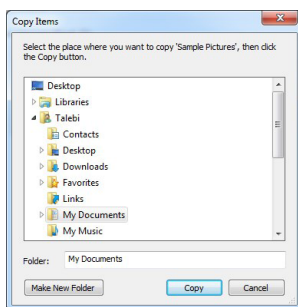 Copy Items
Select the place where you want to copy 'Sample Pictures', then click
the Copy button.
Desktop
Libraries
Talebi
Contacts
Desktop
Downloads
Favorites
Links
My Documents
My Music
Folder: My Documents
Make New Folder Copy Cancel